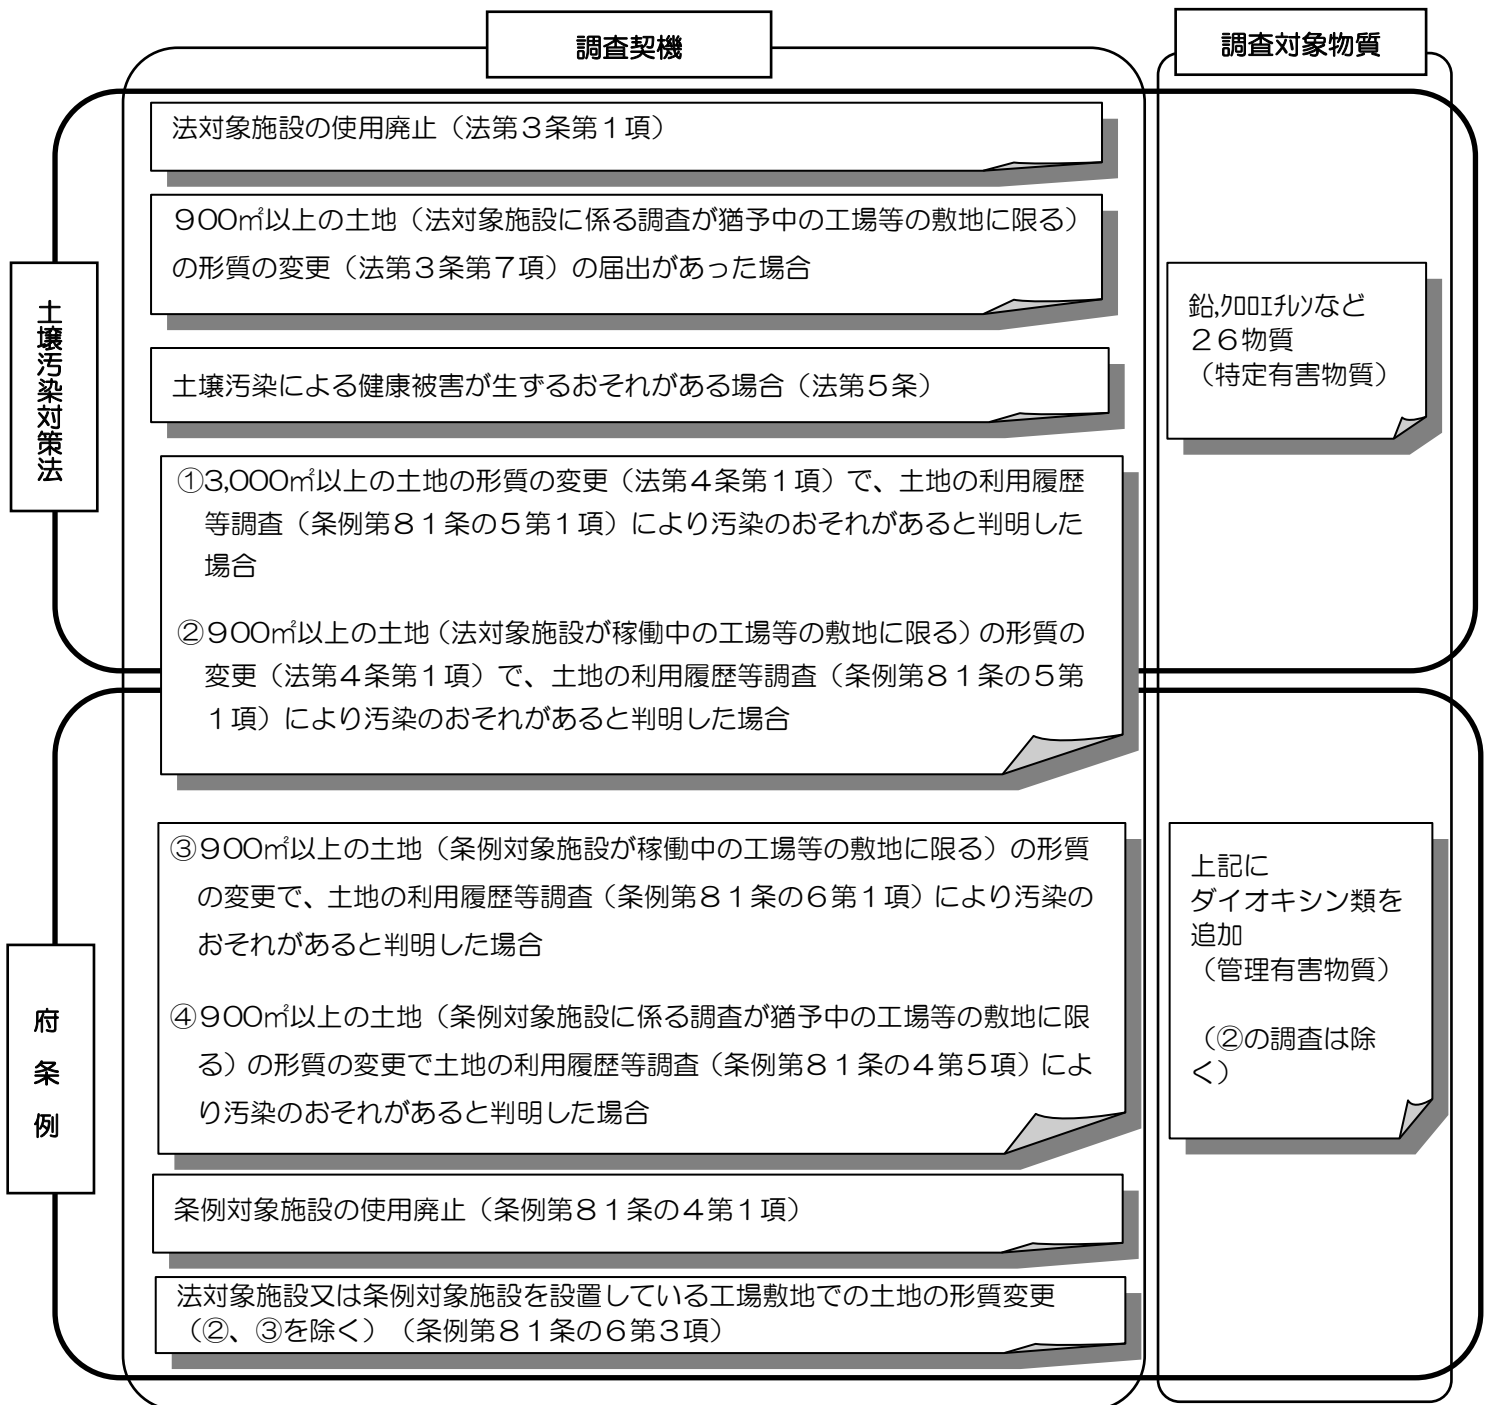 調査契機
調査対象物質
土壌汚染対策法
法対象施設の使用廃止（法第３条第１項）
９００㎡以上の土地（法対象施設に係る調査が猶予中の工場等の敷地に限る）
の形質の変更（法第３条第７項）の届出があった場合
土壌汚染による健康被害が生ずるおそれがある場合（法第５条）
①3,000㎡以上の土地の形質の変更（法第４条第１項）で、土地の利用履歴
等調査（条例第８１条の５第１項）により汚染のおそれがあると判明した
場合
②９００㎡以上の土地（法対象施設が稼働中の工場等の敷地に限る）の形質の
変更（法第４条第１項）で、土地の利用履歴等調査（条例第８１条の５第
１項）により汚染のおそれがあると判明した場合
鉛,ｸﾛﾛｴﾁﾚﾝなど
２６物質
（特定有害物質）
府条例
③９００㎡以上の土地（条例対象施設が稼働中の工場等の敷地に限る）の形質
の変更で、土地の利用履歴等調査（条例第８１条の６第１項）により汚染の
おそれがあると判明した場合
④９００㎡以上の土地（条例対象施設に係る調査が猶予中の工場等の敷地に限
る）の形質の変更で土地の利用履歴等調査（条例第８１条の４第５項）によ
り汚染のおそれがあると判明した場合
条例対象施設の使用廃止（条例第８１条の４第１項）
法対象施設又は条例対象施設を設置している工場敷地での土地の形質変更
（②、③を除く）（条例第８１条の６第３項）
上記に
ダイオキシン類を
追加
（管理有害物質）
（②の調査は除
く）